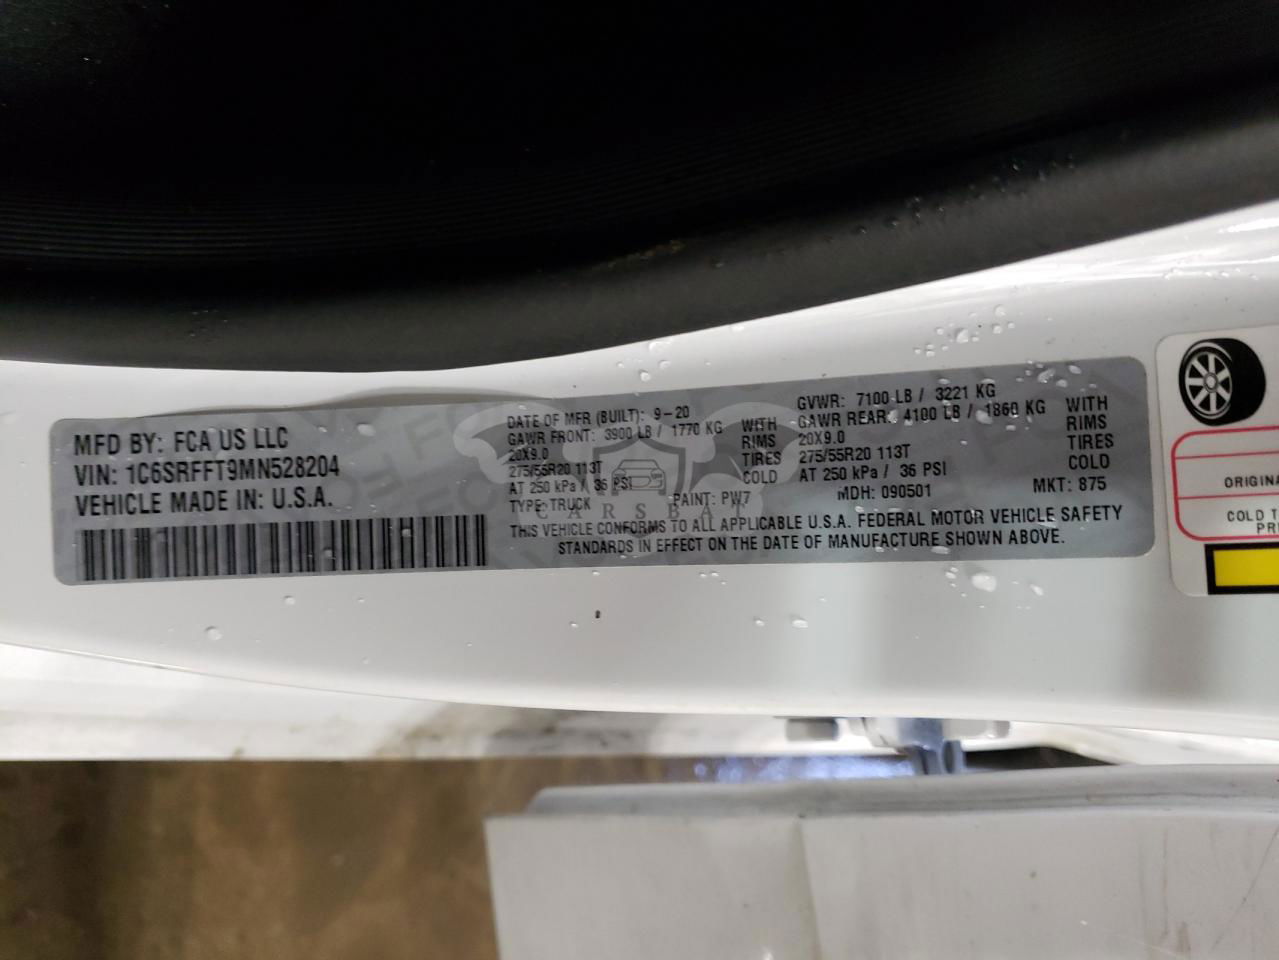 MFD BY: FCA US LLC
VIN: 1C6SRFFT9MN528204
VEHICLE MADE IN: U.S.A.
DATE OF MFR (BUILT): 9-20
GAWR FRONT: 3900 LB / 1770 KG WITH
20X9.0 RIMS
275/55R20 113T TIRES
AT 250 kPa / 36 PSI COLD
TYPE: TRUCK PAINT: PW7
GVWR: 7100 LB / 3221 KG
GAWR REAR: 4100 LB / 1860 KG WITH
20X9.0 RIMS
275/55R20 113T TIRES
AT 250 kPa / 36 PSI COLD
MDH: 090501 MKT: 875
THIS VEHICLE CONFORMS TO ALL APPLICABLE U.S.A. FEDERAL MOTOR VEHICLE SAFETY
STANDARDS IN EFFECT ON THE DATE OF MANUFACTURE SHOWN ABOVE.
CARSBAT
ORIGINA
COLD T
PR